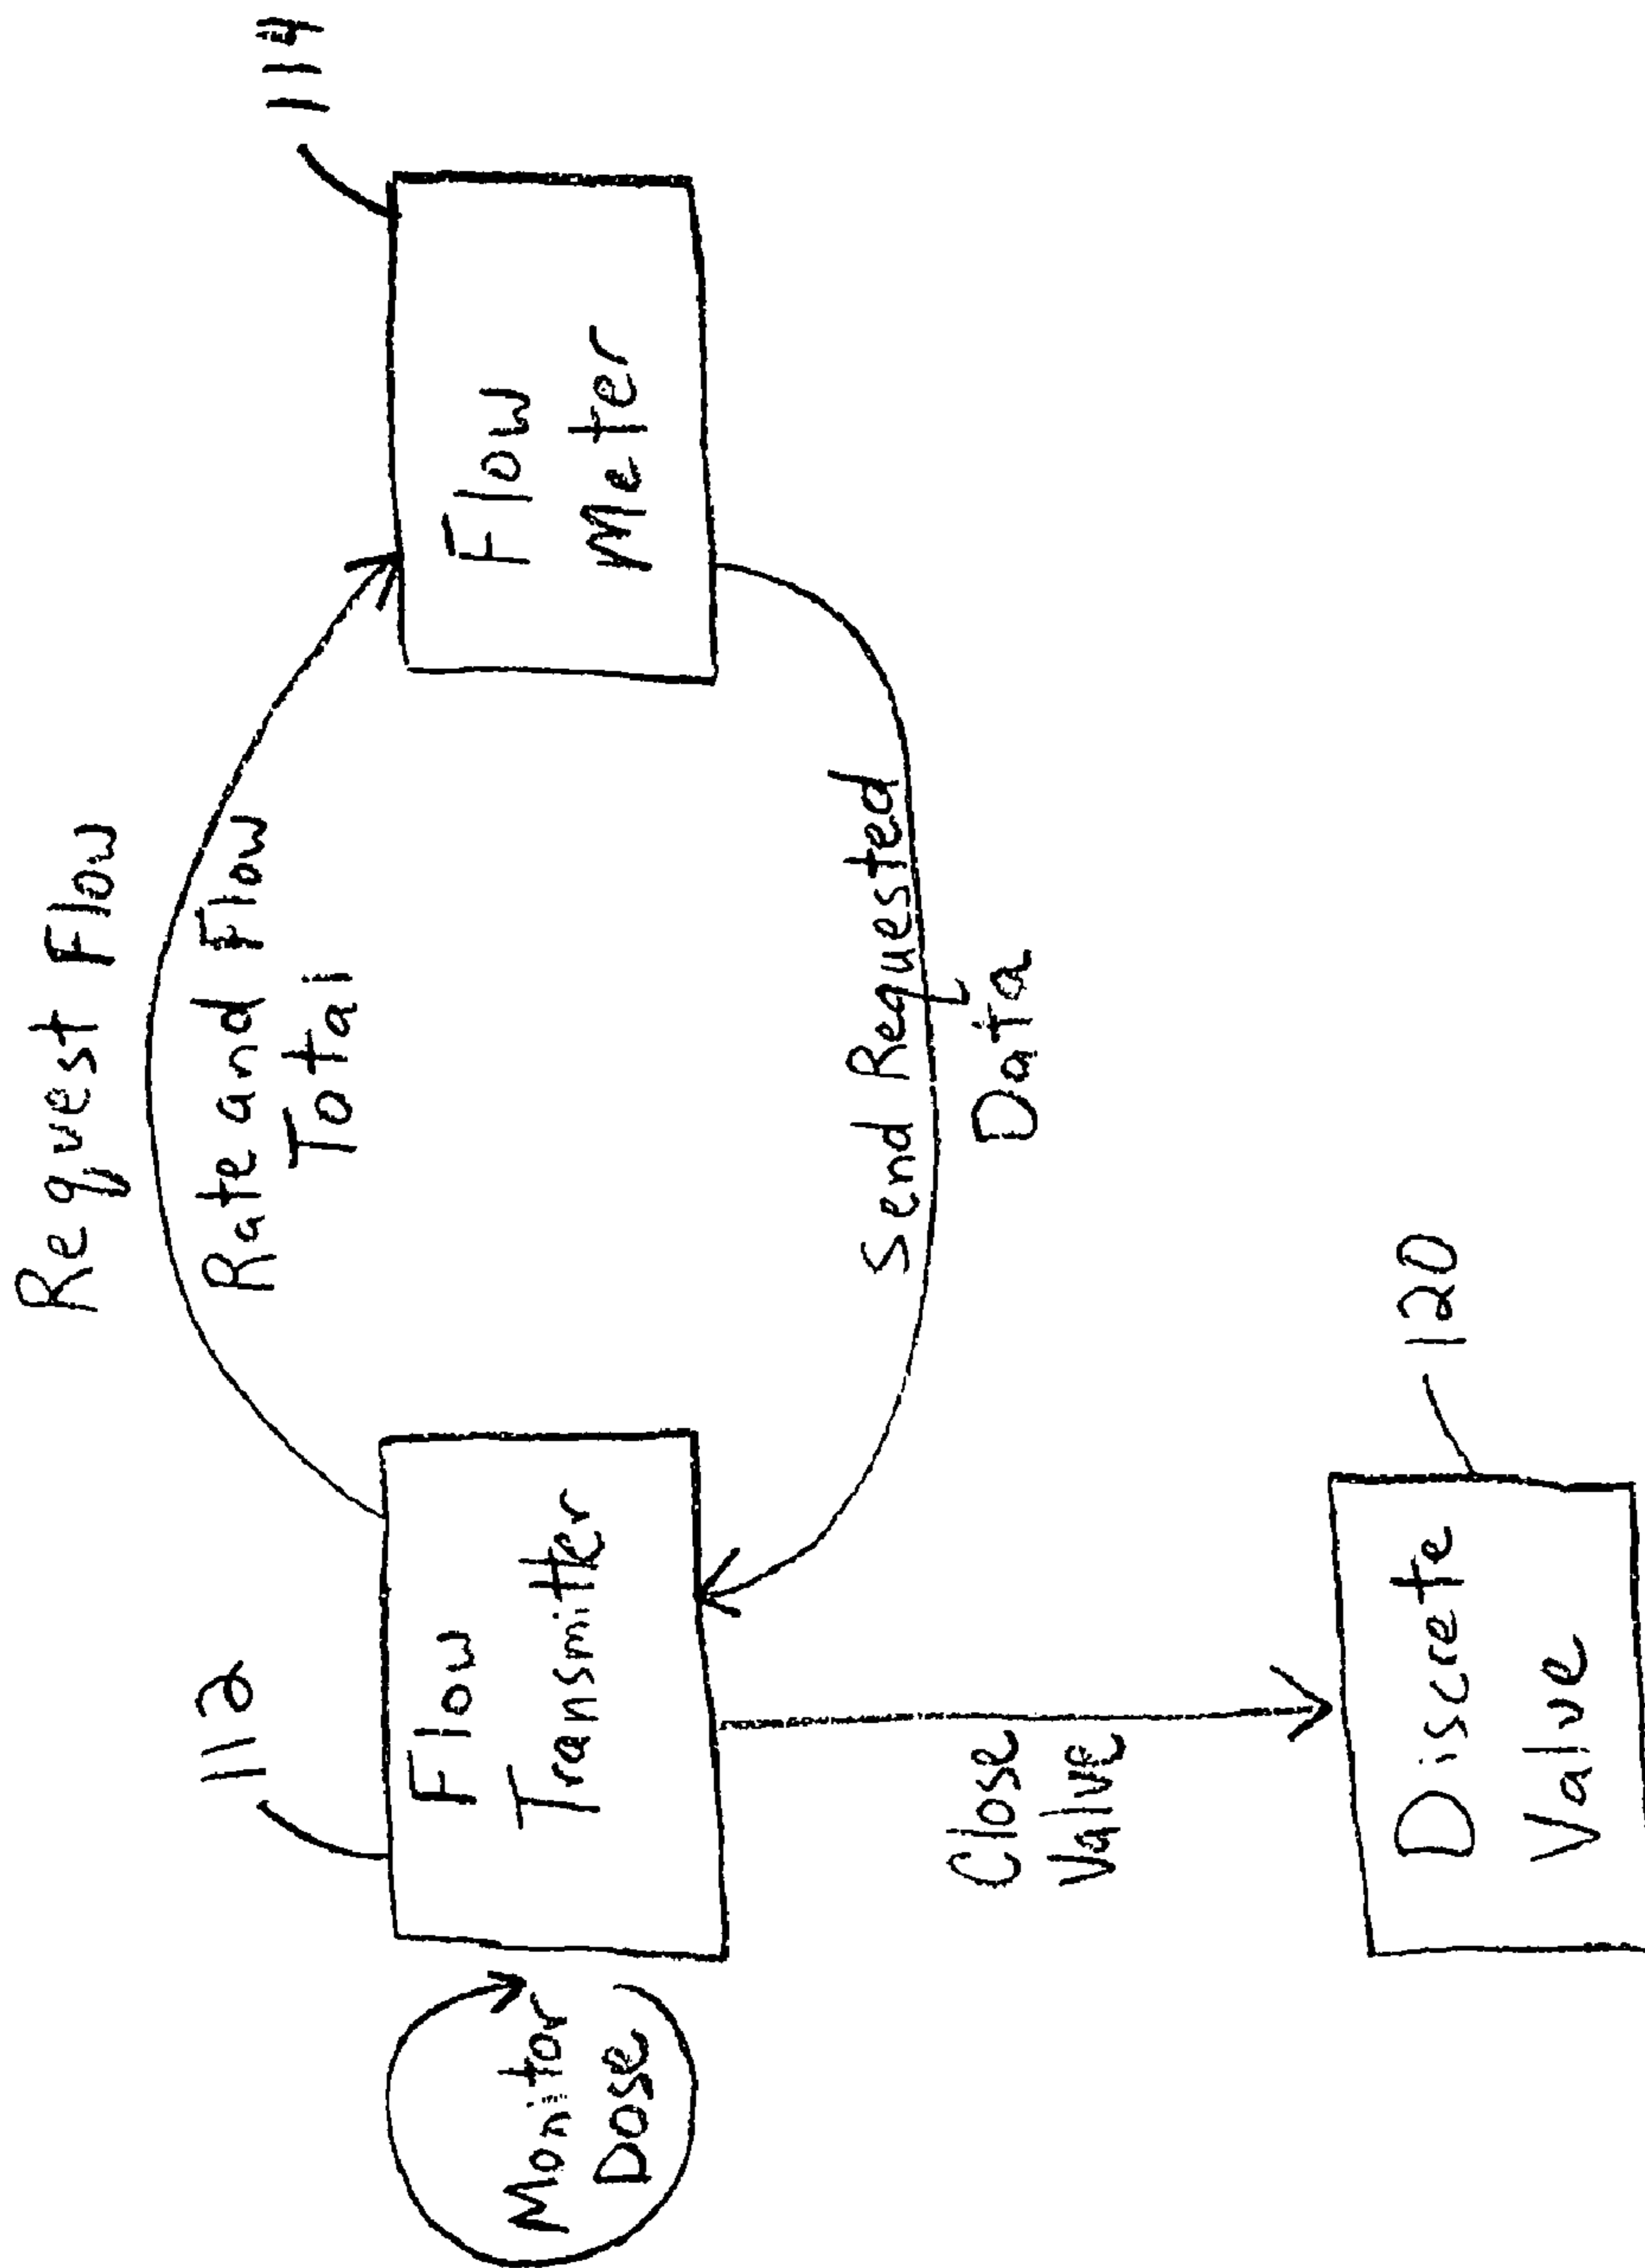 Request Flow
Rate and Flow
Total
112
114
Flow
Transmitter
Flow
Meter
Monitor
Dose
Send Requested
Data
Close
Valve
120
Discrete
Valve